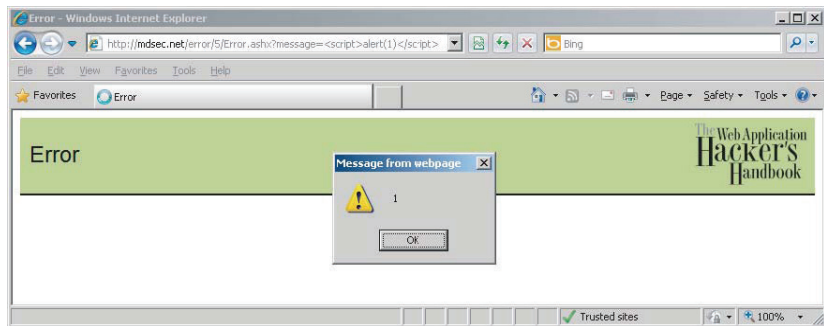 Error - Windows Internet Explorer
http://mdsec.net/error/5/Error.ashx?message=<script>alert(1)</script>
Bing
File Edit View Favorites Tools Help
Favorites Error Page Safety Tools
Error
The Web Application
Hacker's
Handbook
Message from webpage
1
OK
Trusted sites 100%